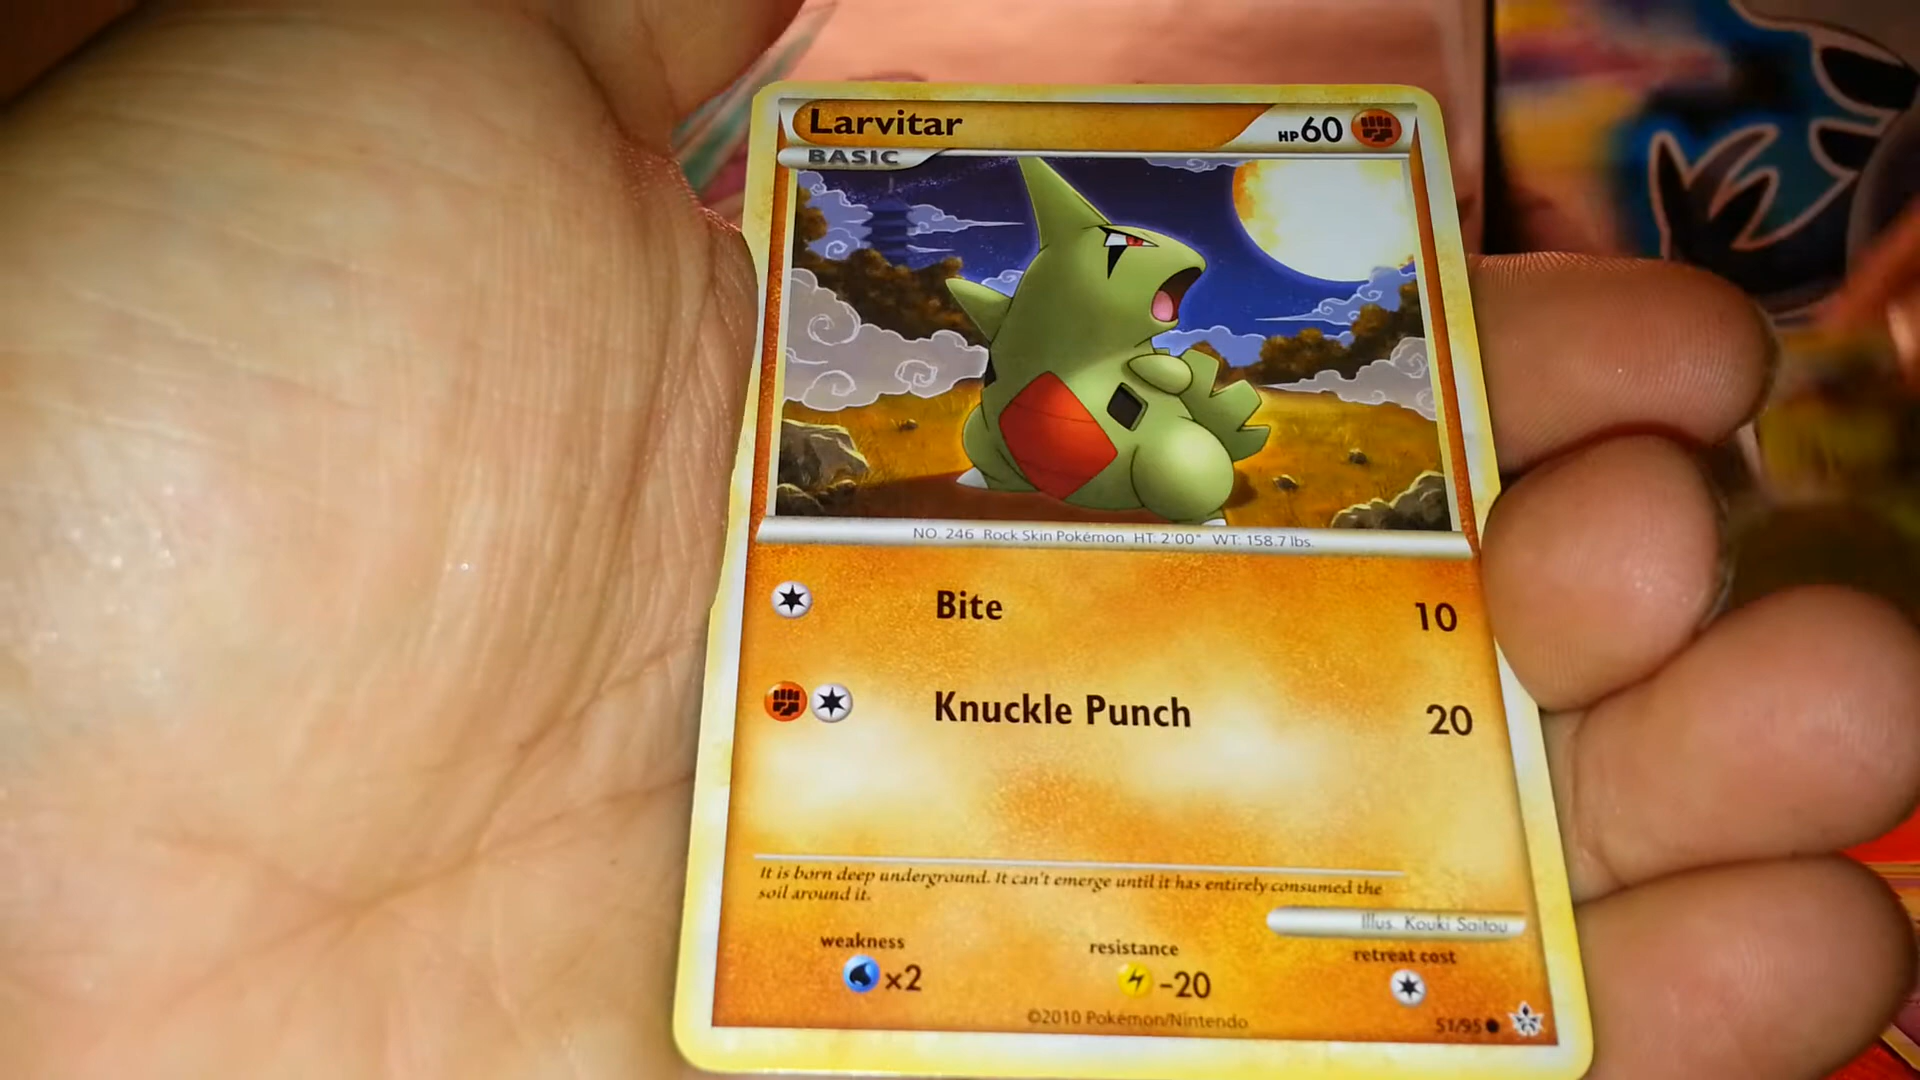 Larvitar
HP60
BASIC
NO. 246 Rock Skin Pokémon HT: 2'00" WT: 158.7 lbs.
Bite 10
Knuckle Punch 20
It is born deep underground. It can't emerge until it has entirely consumed the
soil around it.
Illus. Kouki Saitou
weakness resistance retreat cost
x2 -20
©2010 Pokémon/Nintendo
51/95